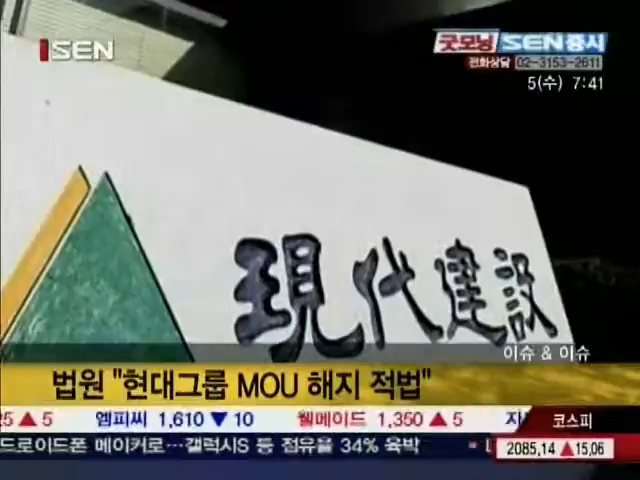 SEN
굿모닝 SEN증시
전화상담 02-3153-2611
5(수) 7:41
現代建設
이슈 & 이슈
법원 "현대그룹 MOU 해지 적법"
25▲5 엠피씨 1,610▼10 웰메이드 1,350▲5 코스피
드로이드폰 메이커로...갤럭시S 등 점유율 34% 육박 2085,14▲15,06